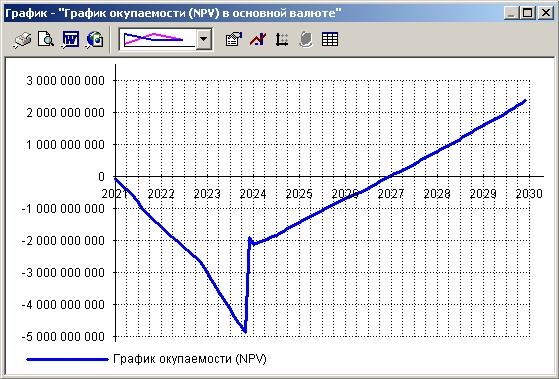 График - "График окупаемости (NPV) в основной валюте"
3 000 000 000
2 000 000 000
1 000 000 000
0
2021 2022 2023 2024 2025 2026 2027 2028 2029 2030
-1 000 000 000
-2 000 000 000
-3 000 000 000
-4 000 000 000
-5 000 000 000
График окупаемости (NPV)